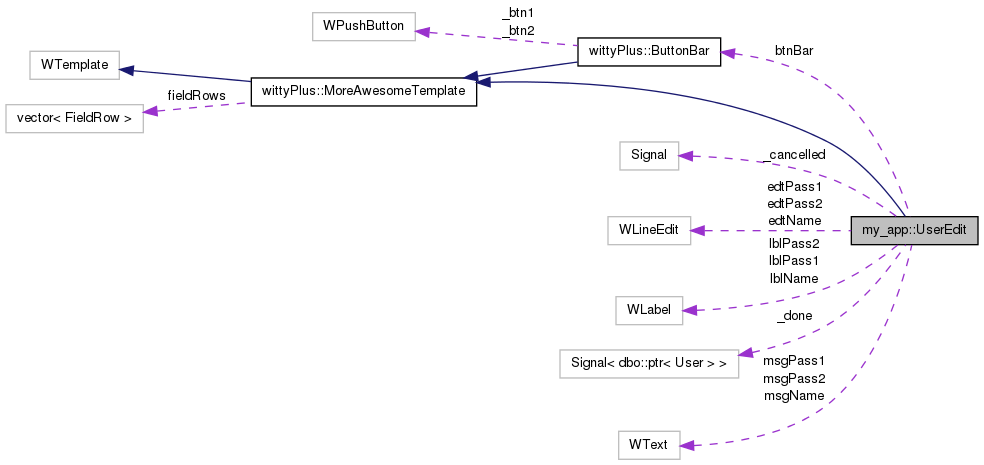 _btn1
WPushButton
_btn2
wittyPlus::ButtonBar
btnBar
WTemplate
wittyPlus::MoreAwesomeTemplate
fieldRows
vector< FieldRow >
Signal
_cancelled
edtPass1
edtPass2
edtName
WLineEdit
my_app::UserEdit
lblPass2
lblPass1
lblName
WLabel
_done
Signal< dbo::ptr< User > >
msgPass1
msgPass2
msgName
WText